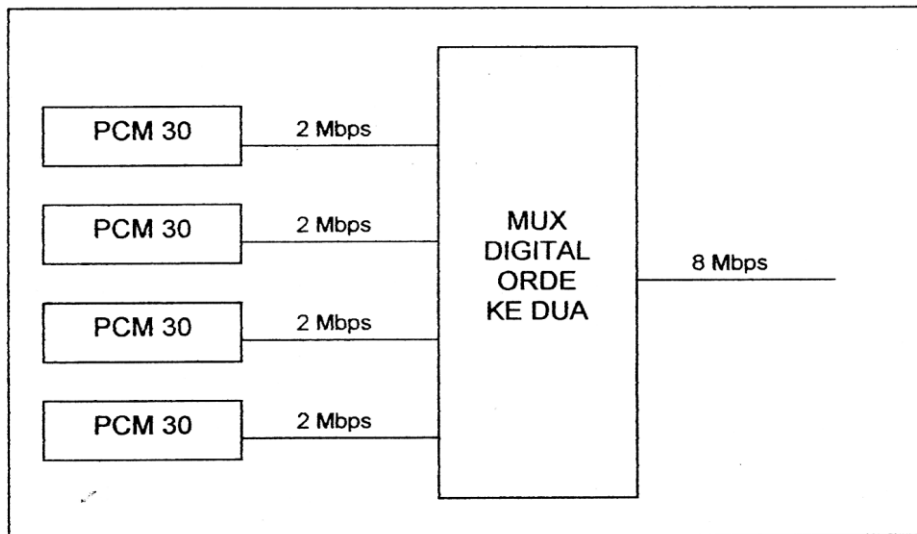 PCM 30
2 Mbps
PCM 30
2 Mbps
PCM 30
2 Mbps
PCM 30
2 Mbps
MUX
DIGITAL
ORDE
KE DUA
8 Mbps